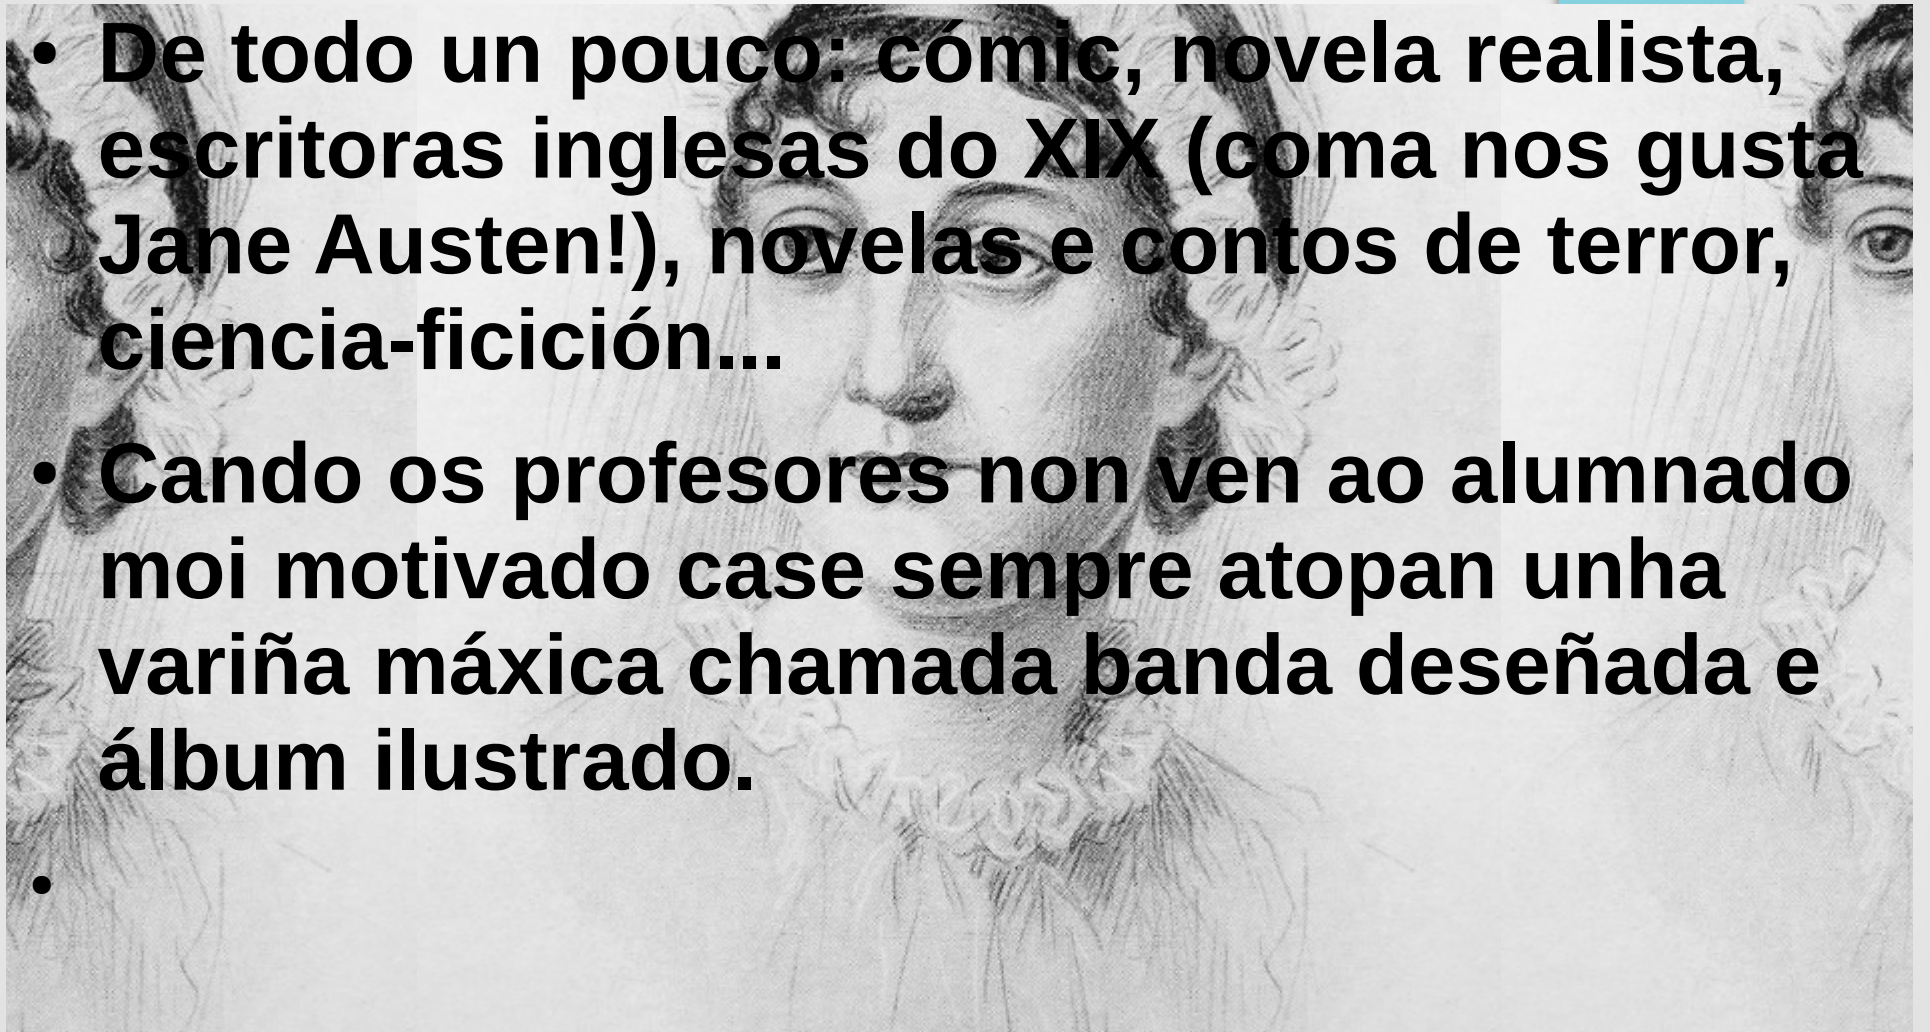 • De todo un pouco: cómic, novela realista,
escritoras inglesas do XIX (coma nos gusta
Jane Austen!), novelas e contos de terror,
ciencia-ficición...
• Cando os profesores non ven ao alumnado
moi motivado case sempre atopan unha
variña máxica chamada banda deseñada e
álbum ilustrado.
•